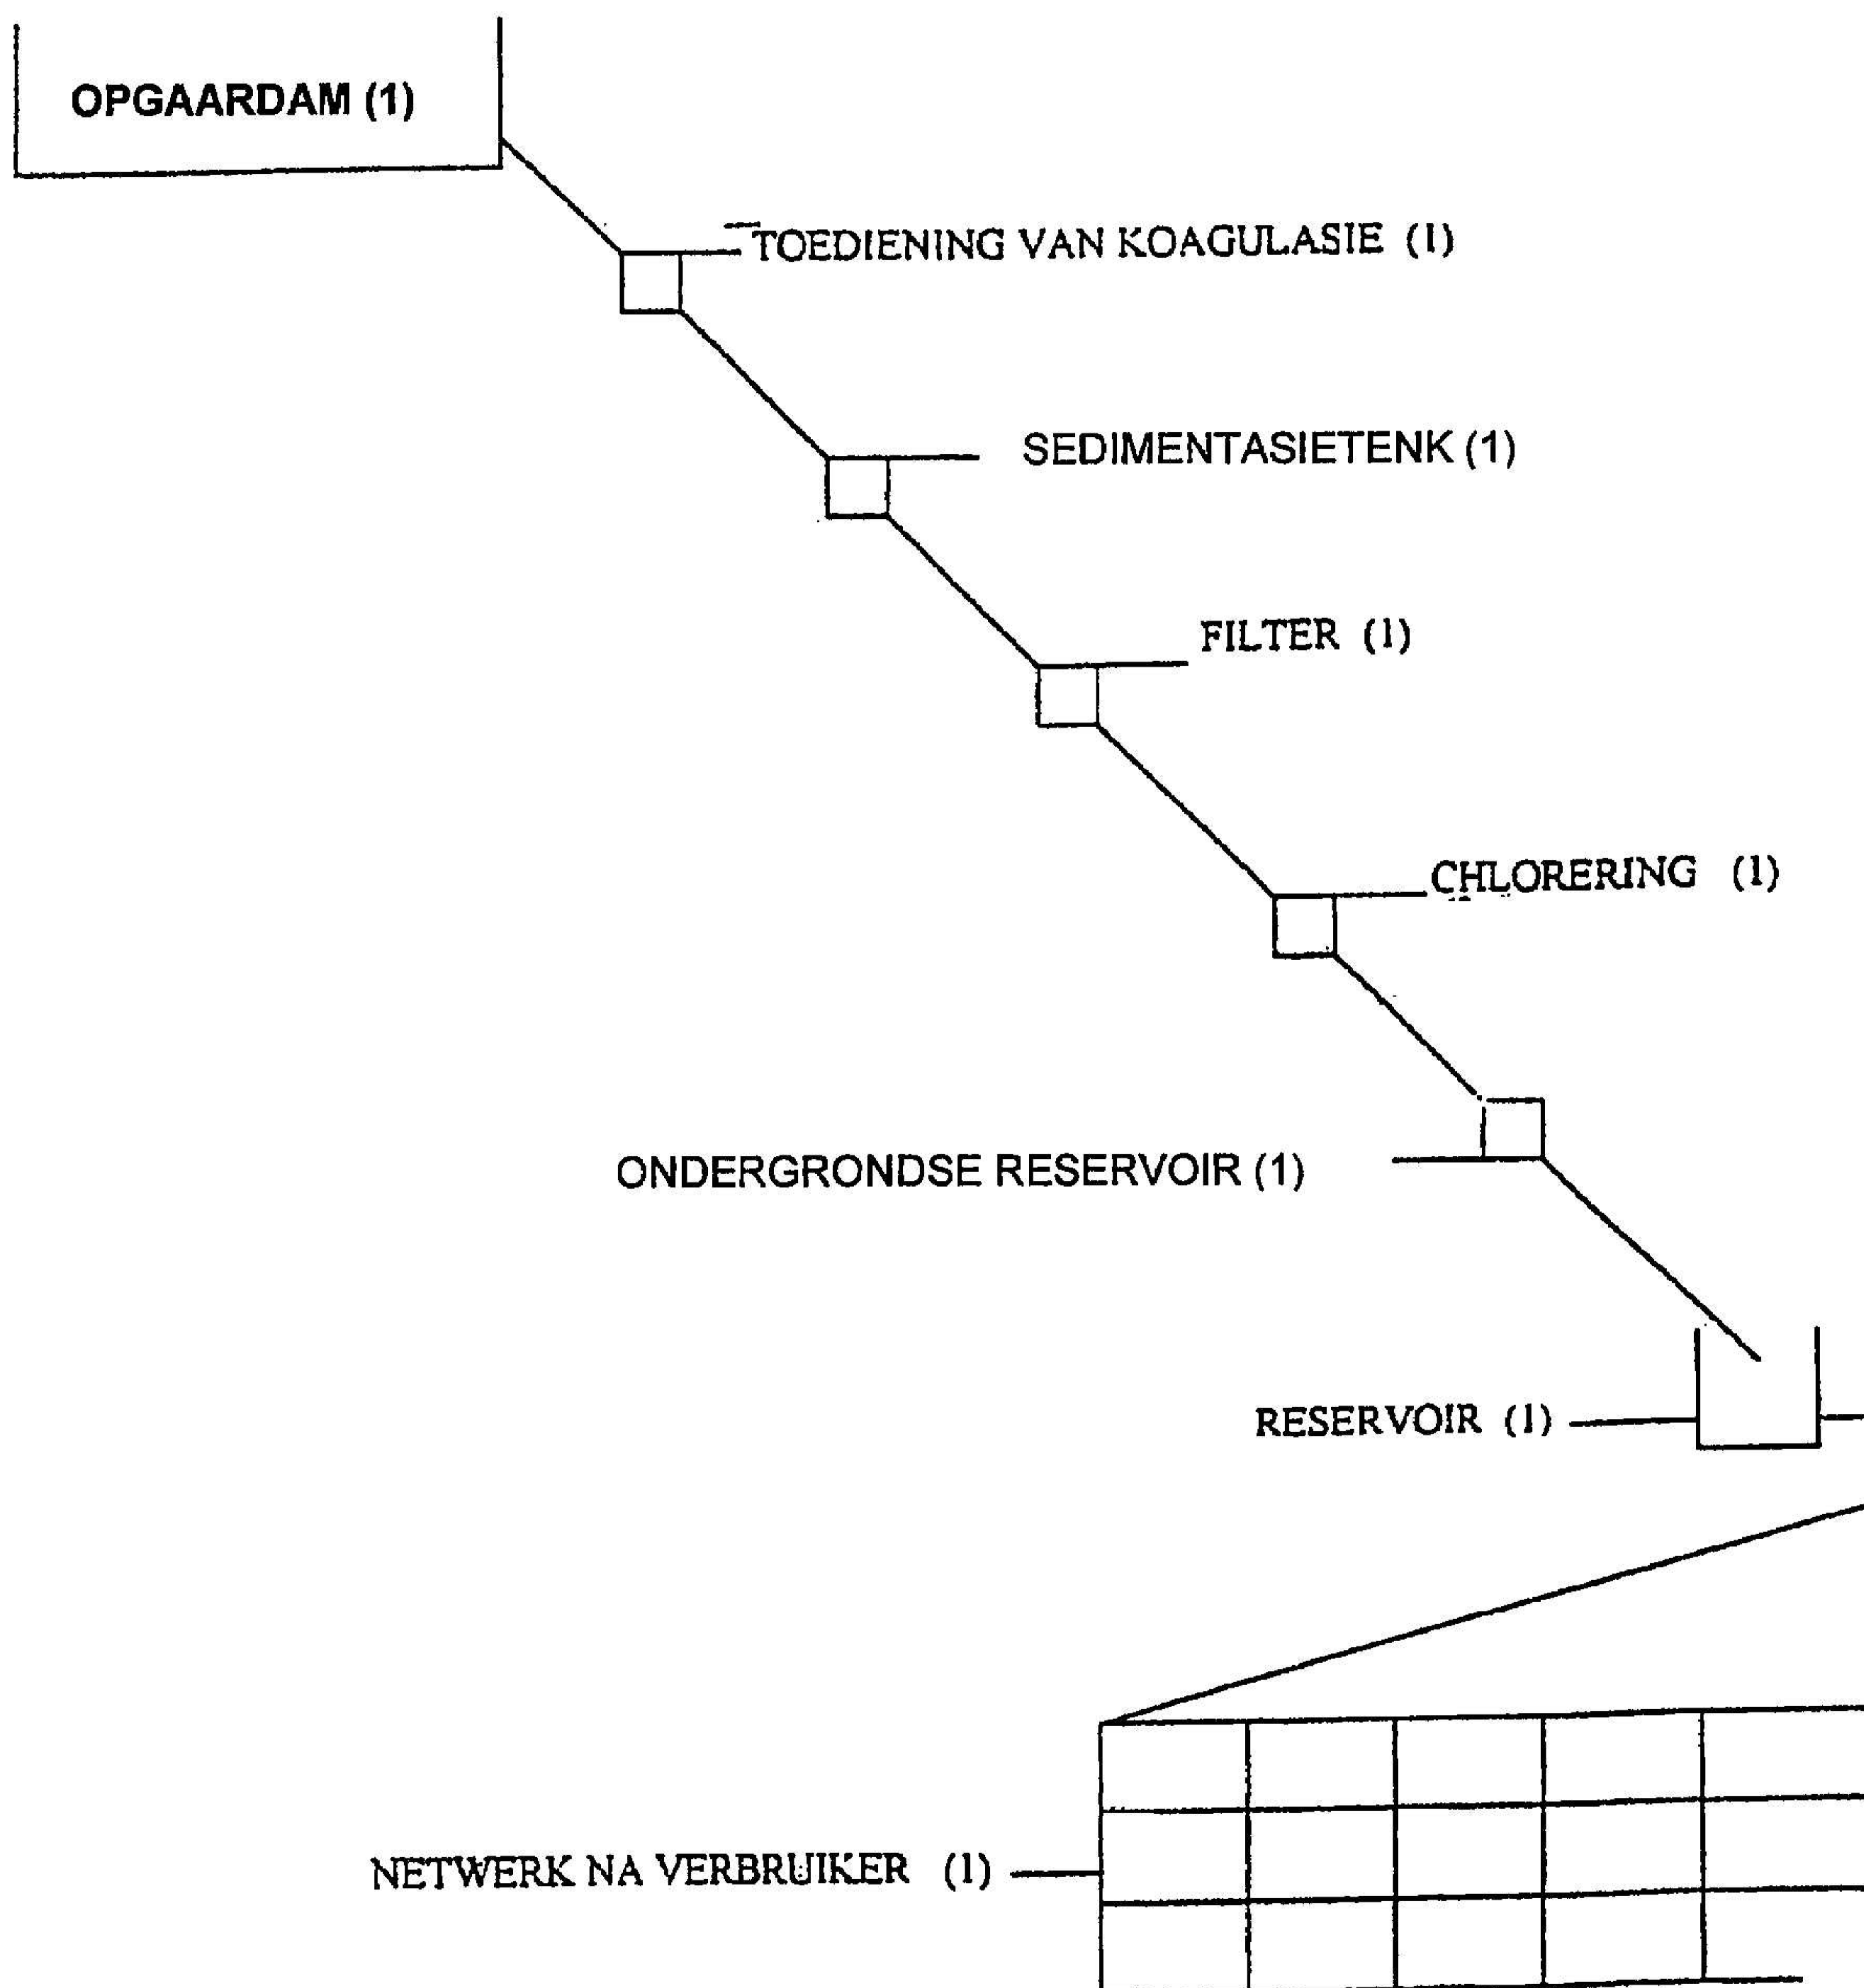 OPGAARDAM (1)
TOEDIENING VAN KOAGULASIE (1)
SEDIMENTASIETENK (1)
FILTER (1)
CHLORERING (1)
ONDERGRONDSE RESERVOIR (1)
RESERVOIR (1)
NETWERK NA VERBRUIKER (1)